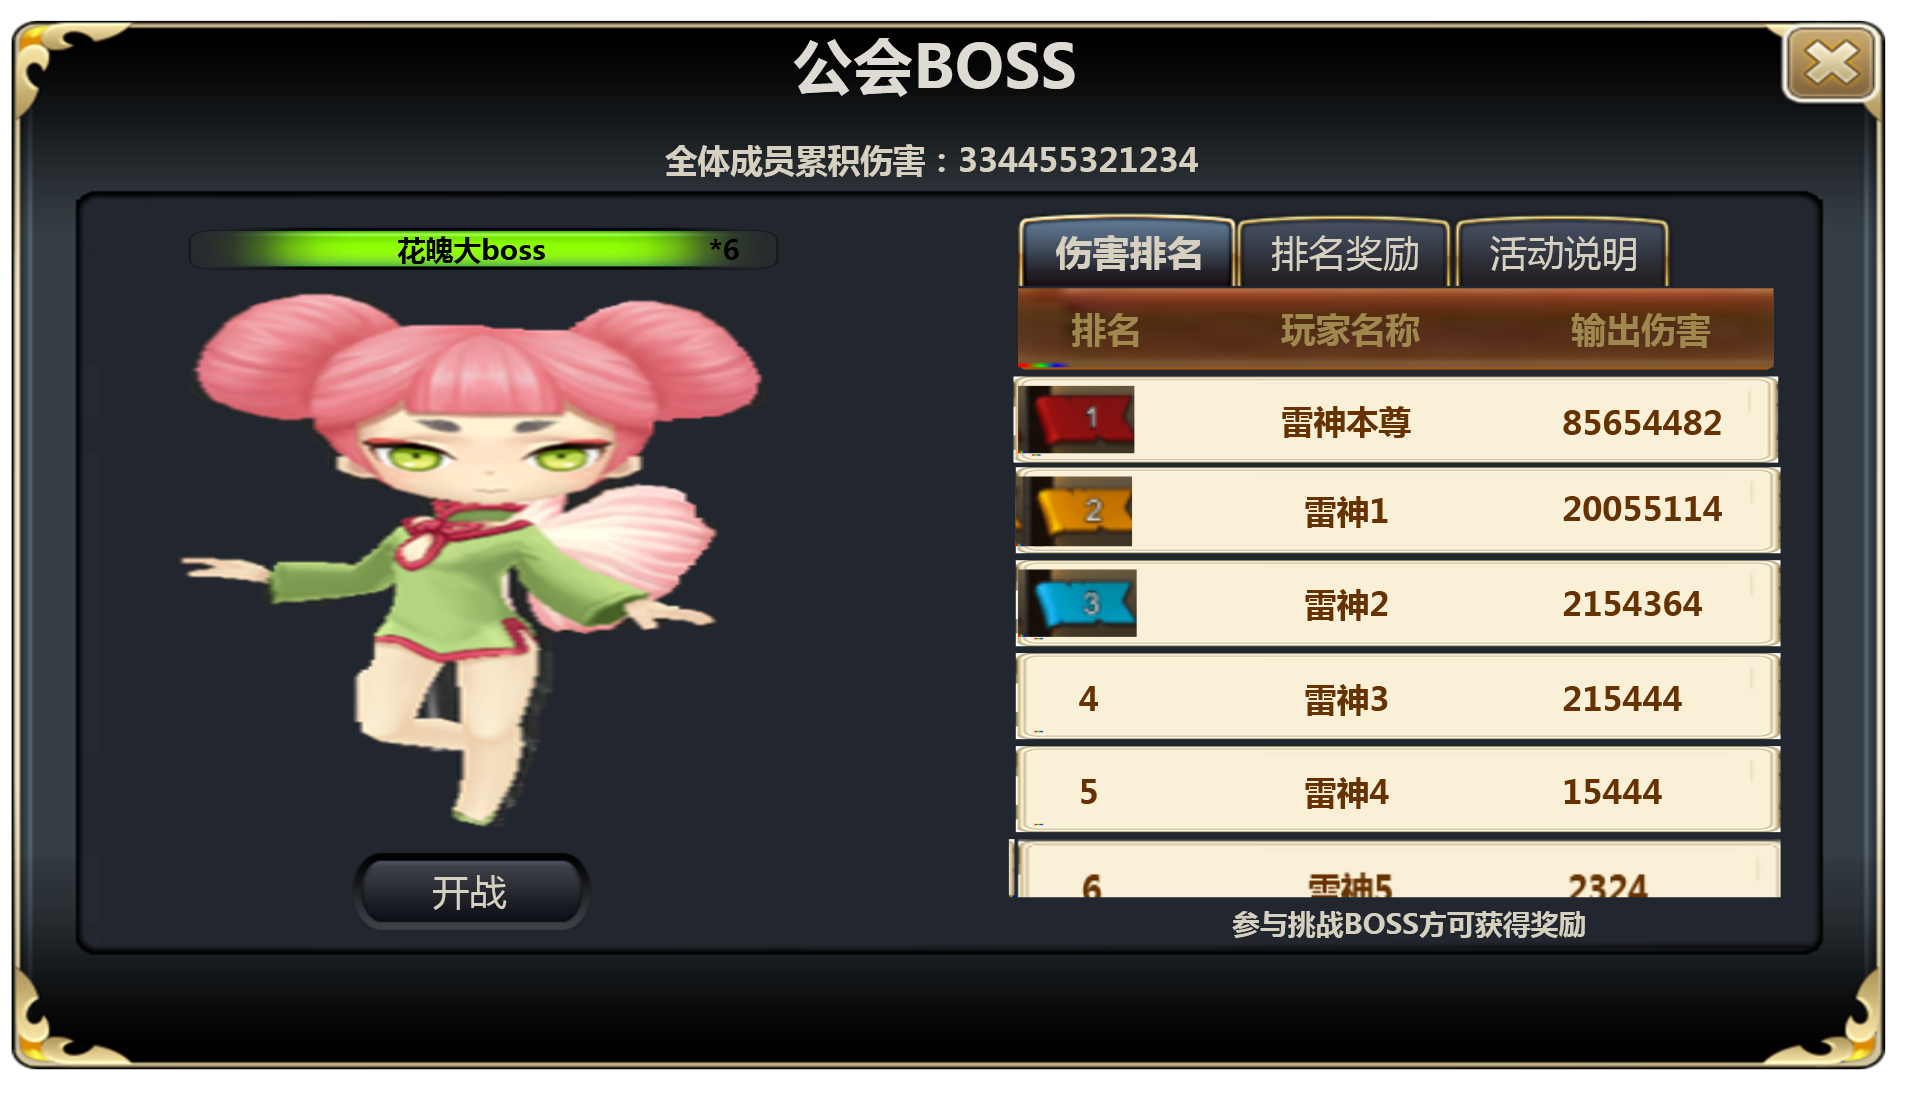 公会BOSS
全体成员累积伤害：334455321234
花魄大boss *6
伤害排名 排名奖励 活动说明
排名 玩家名称 输出伤害
1 雷神本尊 85654482
2 雷神1 20055114
3 雷神2 2154364
4 雷神3 215444
5 雷神4 15444
6 雷神5 2324
开战
参与挑战BOSS方可获得奖励